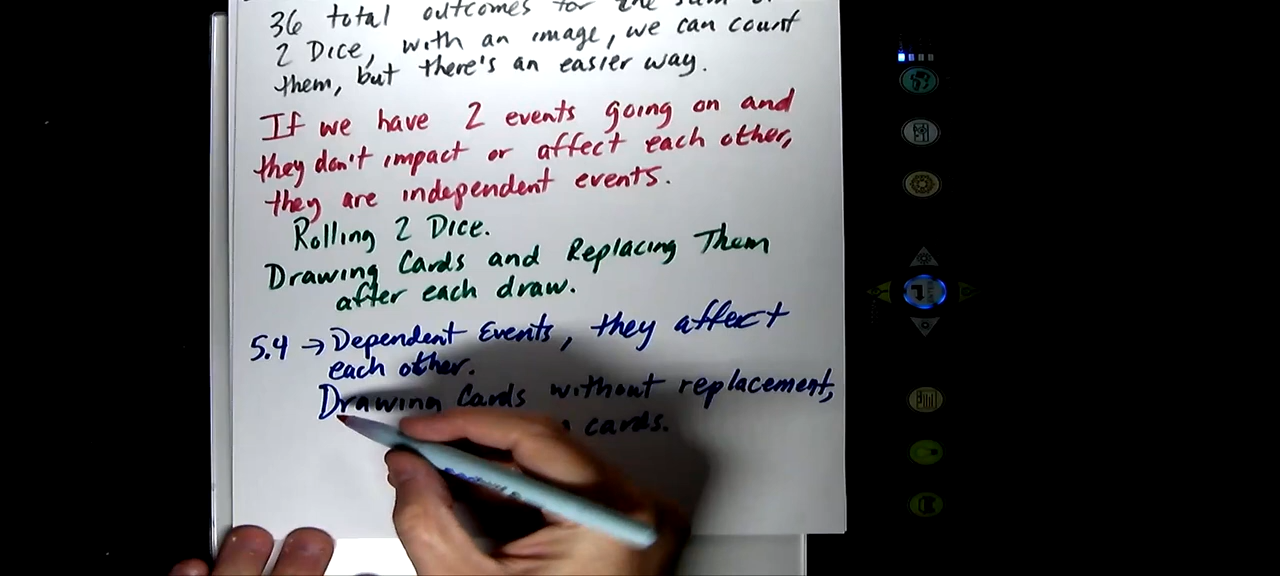 36 total outcomes for the sum
2 Dice, with an image, we can count
them, but there's an easier way.
If we have 2 events going on and
they don't impact or affect each other,
they are independent events.
Rolling 2 Dice.
Drawing Cards and Replacing Them
after each draw.
5.4 → Dependent Events, they affect
each other.
Drawing Cards without replacement,
cards.